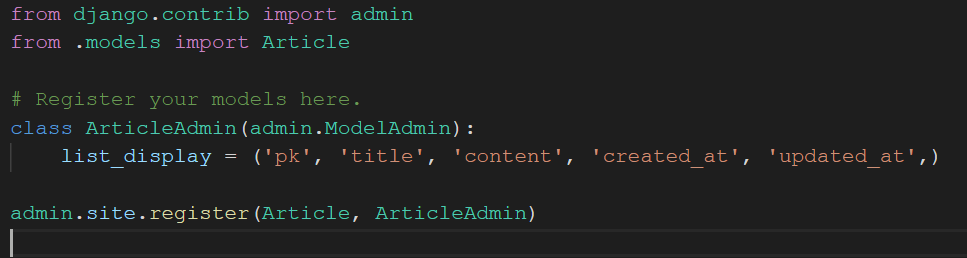 from django.contrib import admin
from .models import Article
# Register your models here.
class ArticleAdmin(admin.ModelAdmin):
    list_display = ('pk', 'title', 'content', 'created_at', 'updated_at',)
admin.site.register(Article, ArticleAdmin)